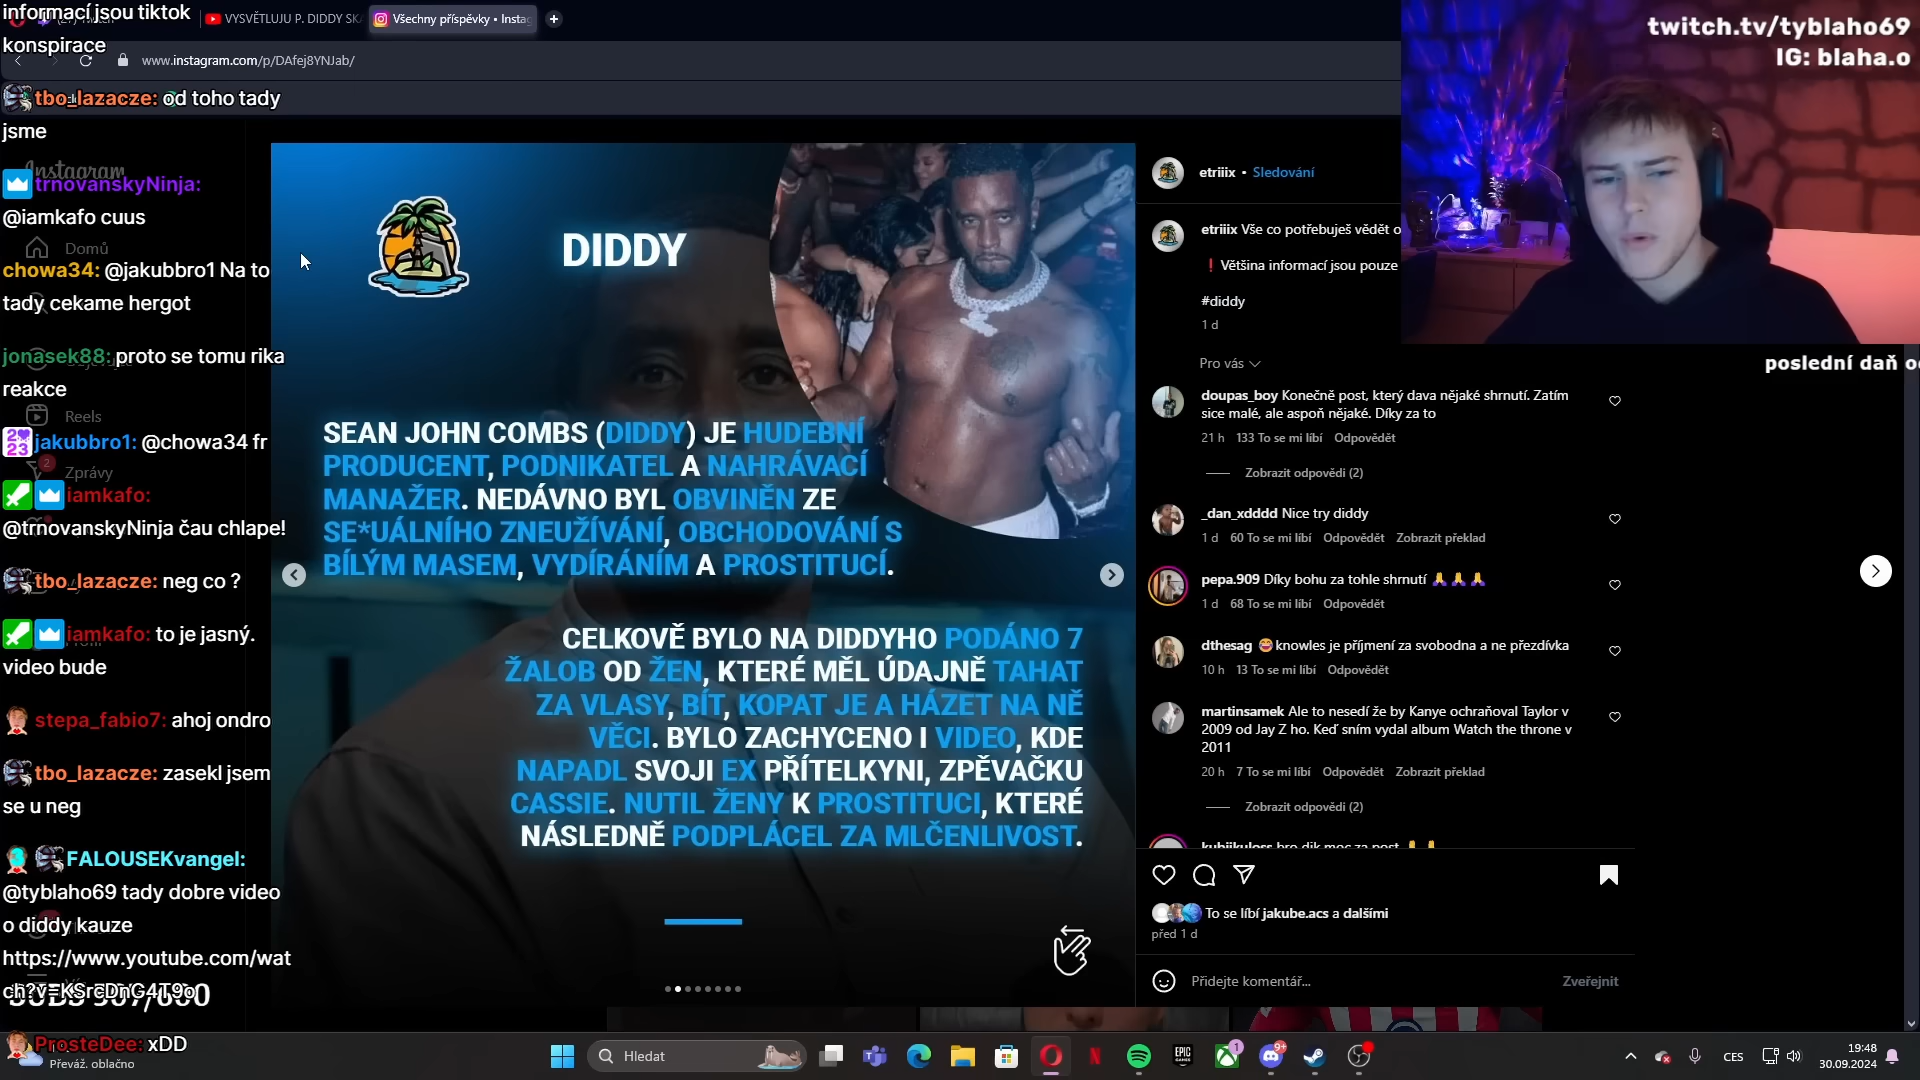 informací jsou tiktok
konspirace
tbo_lazacze: od toho tady
jsme
trnovanskyNinja:
@iamkafo cuus
chowa34: @jakubbro1 Na to
tady cekame hergot
jonasek88: proto se tomu rika
reakce
jakubbro1: @chowa34 fr
iamkafo:
@trnovanskyNinja čau chlape!
tbo_lazacze: neg co ?
iamkafo: to je jasný.
video bude
stepa_fabio7: ahoj ondro
tbo_lazacze: zasekl jsem
se u neg
FALOUSEKvangel:
@tyblaho69 tady dobre video
o diddy kauze
https://www.youtube.com/wat
ProsteDee: xDD
Převáž. oblačno
Instagram
Domů
Reels
Zprávy
2
VYSVĚTLUJU P. DIDDY SKA
Všechny příspěvky • Insta
www.instagram.com/p/DAfej8YNJab/
DIDDY
SEAN JOHN COMBS (DIDDY) JE HUDEBNÍ
PRODUCENT, PODNIKATEL A NAHRÁVACÍ
MANAŽER. NEDÁVNO BYL OBVINĚN ZE
SE*UÁLNÍHO ZNEUŽÍVÁNÍ, OBCHODOVÁNÍ S
BÍLÝM MASEM, VYDÍRÁNÍM A PROSTITUCÍ.
CELKOVĚ BYLO NA DIDDYHO PODÁNO 7
ŽALOB OD ŽEN, KTERÉ MĚL ÚDAJNĚ TAHAT
ZA VLASY, BÍT, KOPAT JE A HÁZET NA NĚ
VĚCI. BYLO ZACHYCENO I VIDEO, KDE
NAPADL SVOJI EX PŘÍTELKYNI, ZPĚVAČKU
CASSIE. NUTIL ŽENY K PROSTITUCI, KTERÉ
NÁSLEDNĚ PODPLÁCEL ZA MLČENLIVOST.
etriiix • Sledování
etriiix Vše co potřebuješ vědět o
❗Většina informací jsou pouze
#diddy
1 d
Pro vás
doupas_boy Konečně post, který dava nějaké shrnutí. Zatím
sice malé, ale aspoň nějaké. Díky za to
21 h 133 To se mi líbí Odpovědět
Zobrazit odpovědi (2)
_dan_xdddd Nice try diddy
1 d 60 To se mi líbí Odpovědět Zobrazit překlad
pepa.909 Díky bohu za tohle shrnutí 🙏🙏🙏
1 d 68 To se mi líbí Odpovědět
dthesag 😂knowles je příjmení za svobodna a ne přezdívka
10 h 13 To se mi líbí Odpovědět
martinsamek Ale to nesedí že by Kanye ochraňoval Taylor v
2009 od Jay Z ho. Keď sním vydal album Watch the throne v
2011
20 h 7 To se mi líbí Odpovědět Zobrazit překlad
Zobrazit odpovědi (2)
To se líbí jakube.acs a dalšími
před 1 d
Přidejte komentář...
Zveřejnit
twitch.tv/tyblaho69
IG: blaha.o
poslední daň o
Hledat
EPIC
1
9+
CES
19:48
30.09.2024